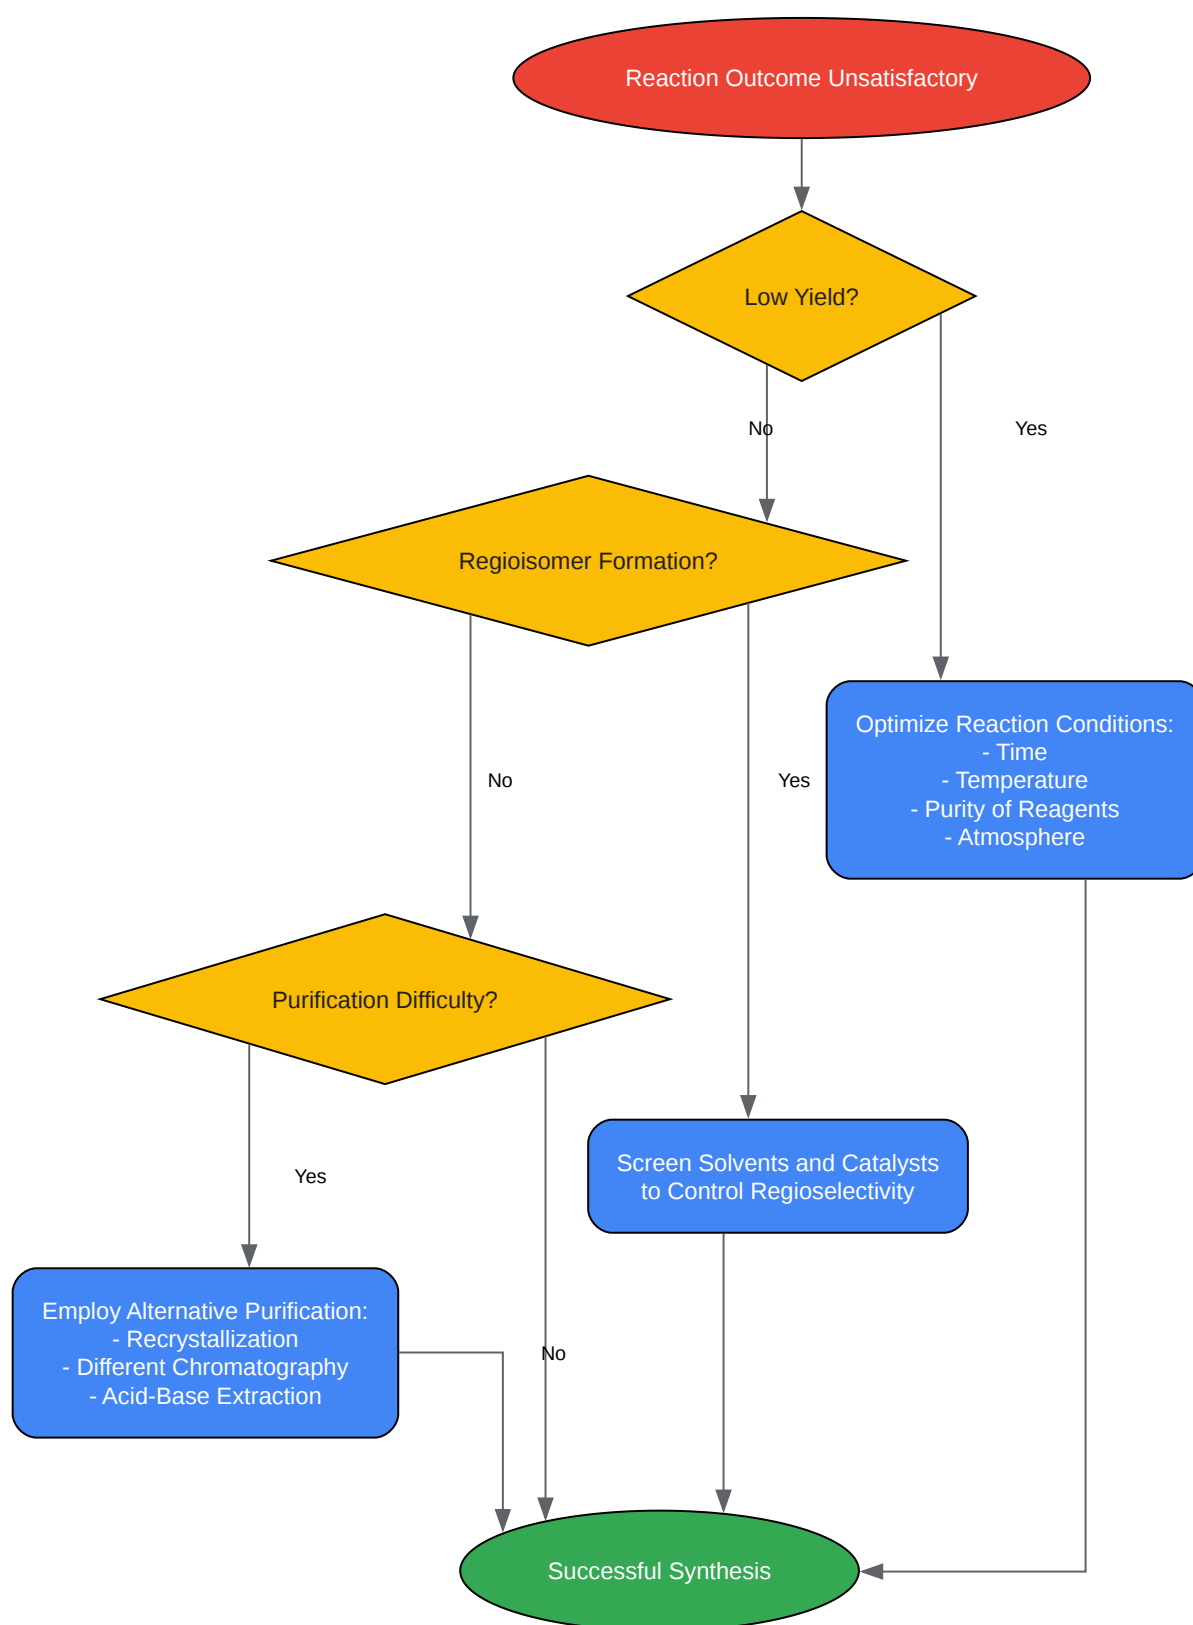 Reaction Outcome Unsatisfactory
Low Yield?
No
Yes
Regioisomer Formation?
Optimize Reaction Conditions:
- Time
- Temperature
- Purity of Reagents
- Atmosphere
No
Yes
Purification Difficulty?
Screen Solvents and Catalysts
to Control Regioselectivity
Yes
Employ Alternative Purification:
- Recrystallization
- Different Chromatography
- Acid-Base Extraction
No
Successful Synthesis